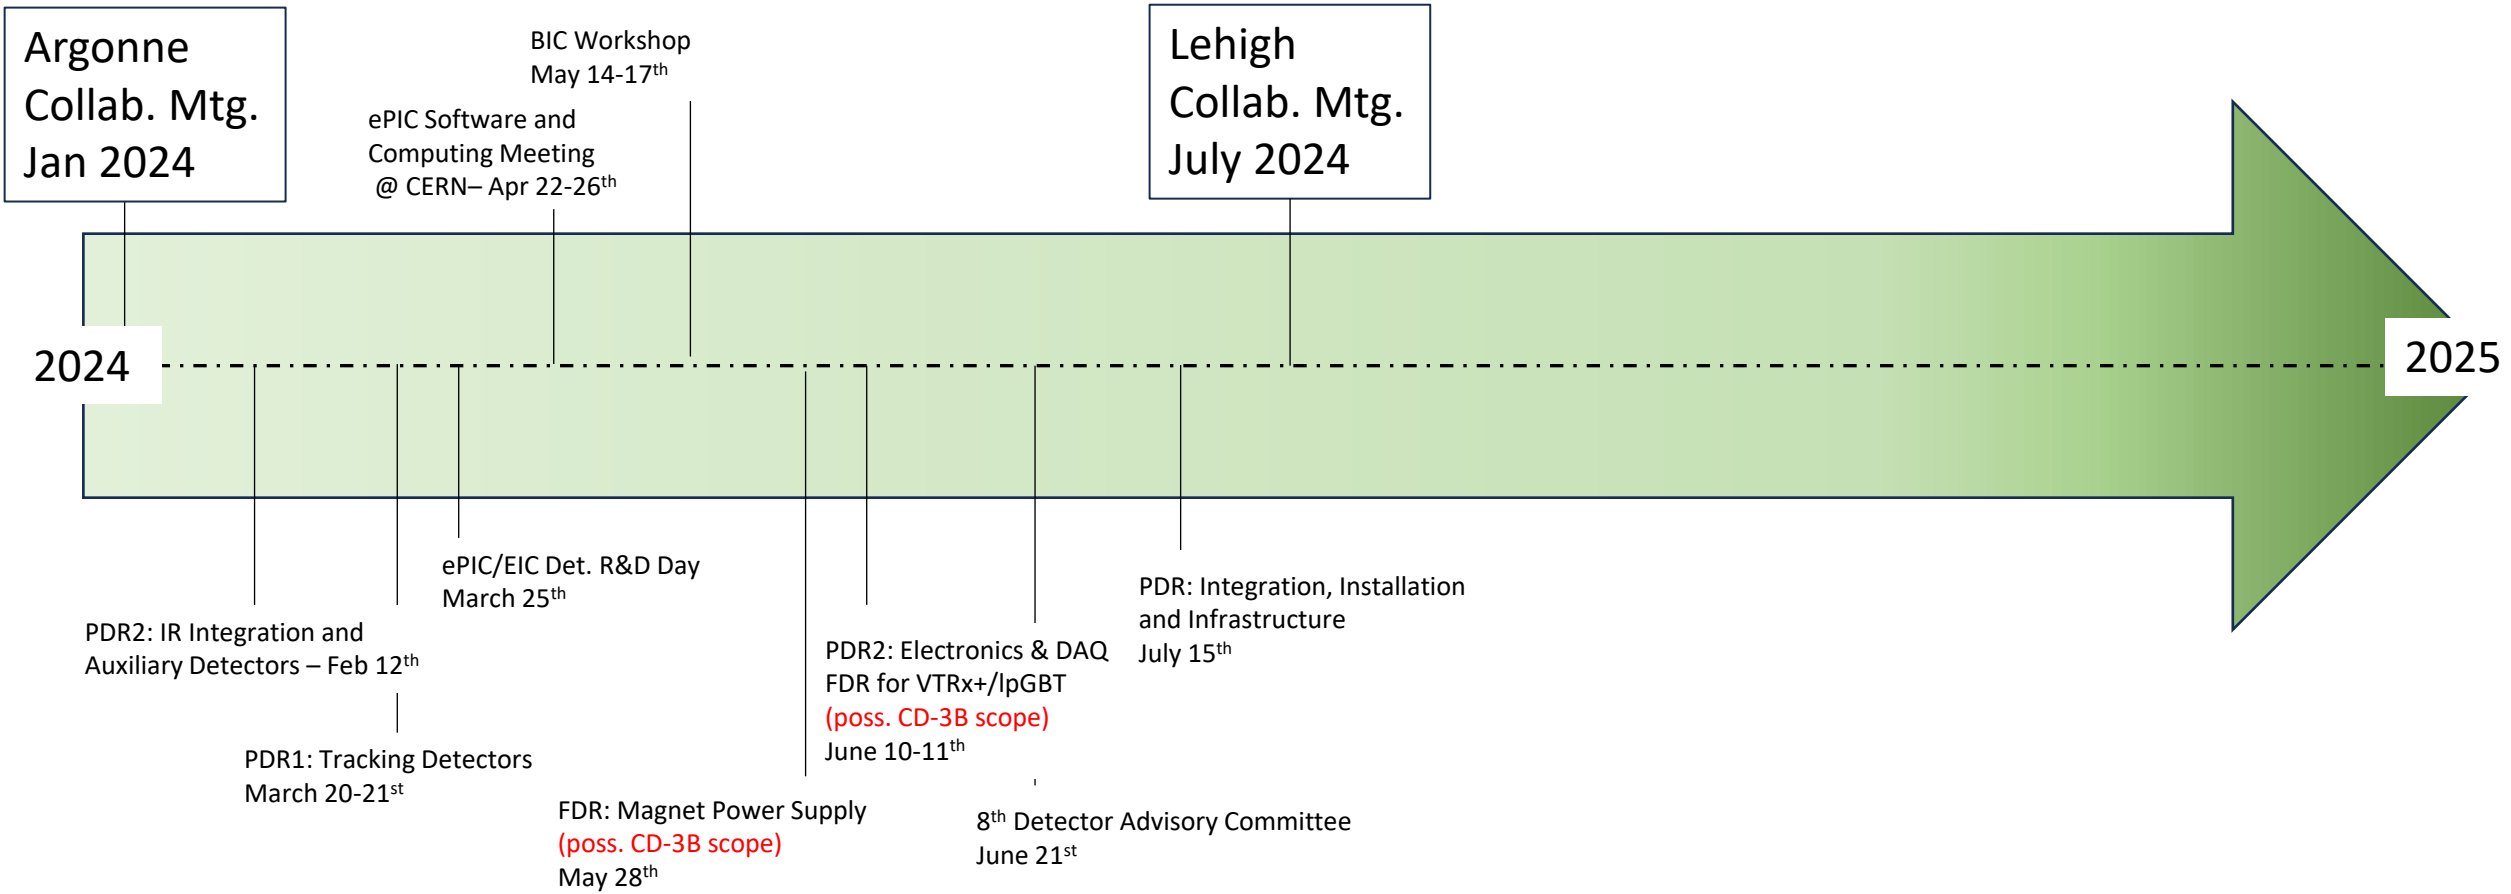 Argonne
Collab. Mtg.
Jan 2024
BIC Workshop
May 14-17th
ePIC Software and
Computing Meeting
@ CERN– Apr 22-26th
Lehigh
Collab. Mtg.
July 2024
2024
2025
ePIC/EIC Det. R&D Day
March 25th
PDR2: IR Integration and
Auxiliary Detectors – Feb 12th
PDR1: Tracking Detectors
March 20-21st
FDR: Magnet Power Supply
(poss. CD-3B scope)
May 28th
PDR2: Electronics & DAQ
FDR for VTRx+/lpGBT
(poss. CD-3B scope)
June 10-11th
8th Detector Advisory Committee
June 21st
PDR: Integration, Installation
and Infrastructure
July 15th